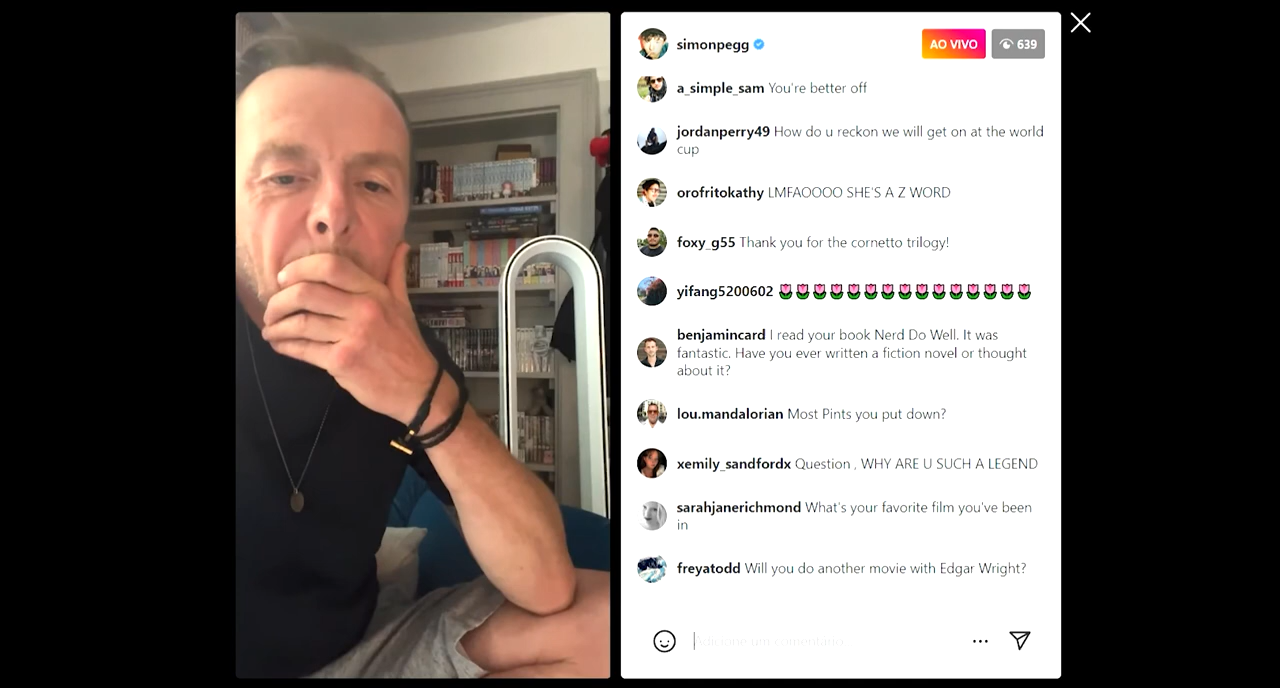 simonpegg
AO VIVO
639
a_simple_sam You're better off
jordanperry49 How do u reckon we will get on at the world
cup
orofritokathy LMFAOOOO SHE'S A Z WORD
foxy_g55 Thank you for the cornetto trilogy!
yifang5200602 🌷🌷🌷🌷🌷🌷🌷🌷🌷🌷🌷🌷🌷🌷🌷
benjamincard I read your book Nerd Do Well. It was
fantastic. Have you ever written a fiction novel or thought
about it?
lou.mandalorian Most Pints you put down?
xemily_sandfordx Question , WHY ARE U SUCH A LEGEND
sarahjanerichmond What's your favorite film you've been
in
freyatodd Will you do another movie with Edgar Wright?
Adicione um comentário...